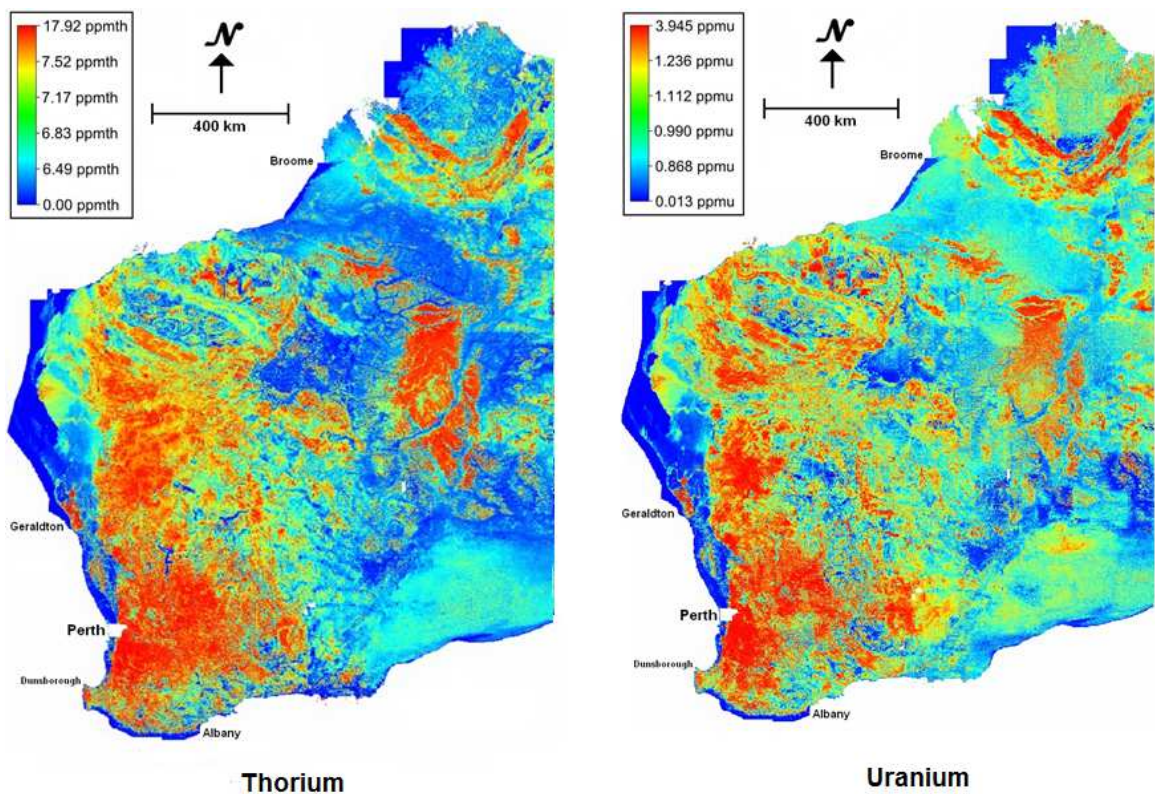 17.92 ppmth
7.52 ppmth
7.17 ppmth
6.83 ppmth
6.49 ppmth
0.00 ppmth
N
400 km
Broome
Geraldton
Perth
Dunsborough
Albany
Thorium
3.945 ppmu
1.236 ppmu
1.112 ppmu
0.990 ppmu
0.868 ppmu
0.013 ppmu
N
400 km
Broome
Geraldton
Perth
Dunsborough
Albany
Uranium